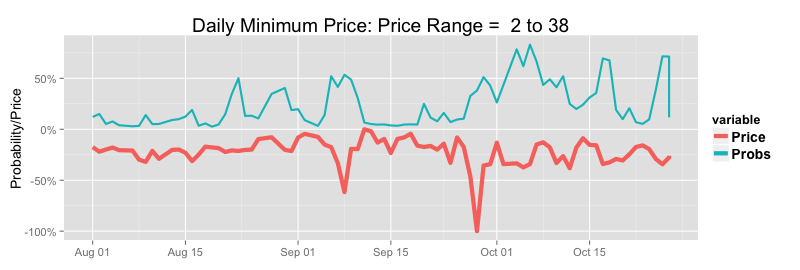 Daily Minimum Price: Price Range =  2 to 38
Probability/Price
50%
0%
-50%
-100%
Aug 01
Aug 15
Sep 01
Sep 15
Oct 01
Oct 15
variable
Price
Probs